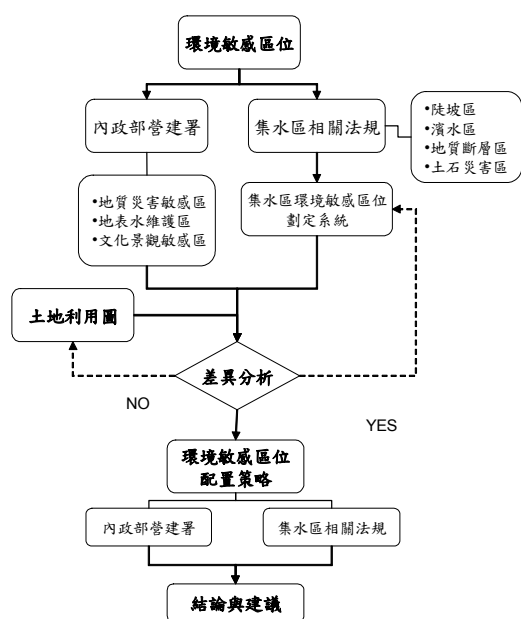 環境敏感區位
內政部營建署
集水區相關法規
•陡坡區
•濱水區
•地質斷層區
•土石災害區
•地質災害敏感區
•地表水維護區
•文化景觀敏感區
集水區環境敏感區位
劃定系統
土地利用圖
差異分析
NO
YES
環境敏感區位
配置策略
內政部營建署
集水區相關法規
結論與建議